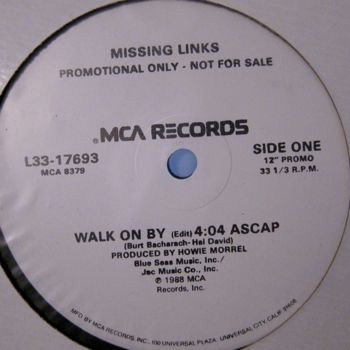 MISSING LINKS
PROMOTIONAL ONLY - NOT FOR SALE
MCA RECORDS
L33-17693
MCA 8379
SIDE ONE
12" PROMO
33 1/3 R.P.M.
WALK ON BY (Edit) 4:04 ASCAP
(Burt Bacharach- Hal David)
PRODUCED BY HOWIE MORREL
Blue Seas Music, Inc./
Jac Music Co., Inc.
℗ 1988 MCA
Records, Inc.
MFD. BY MCA RECORDS, INC., 100 UNIVERSAL PLAZA, UNIVERSAL CITY, CALIF. 91608